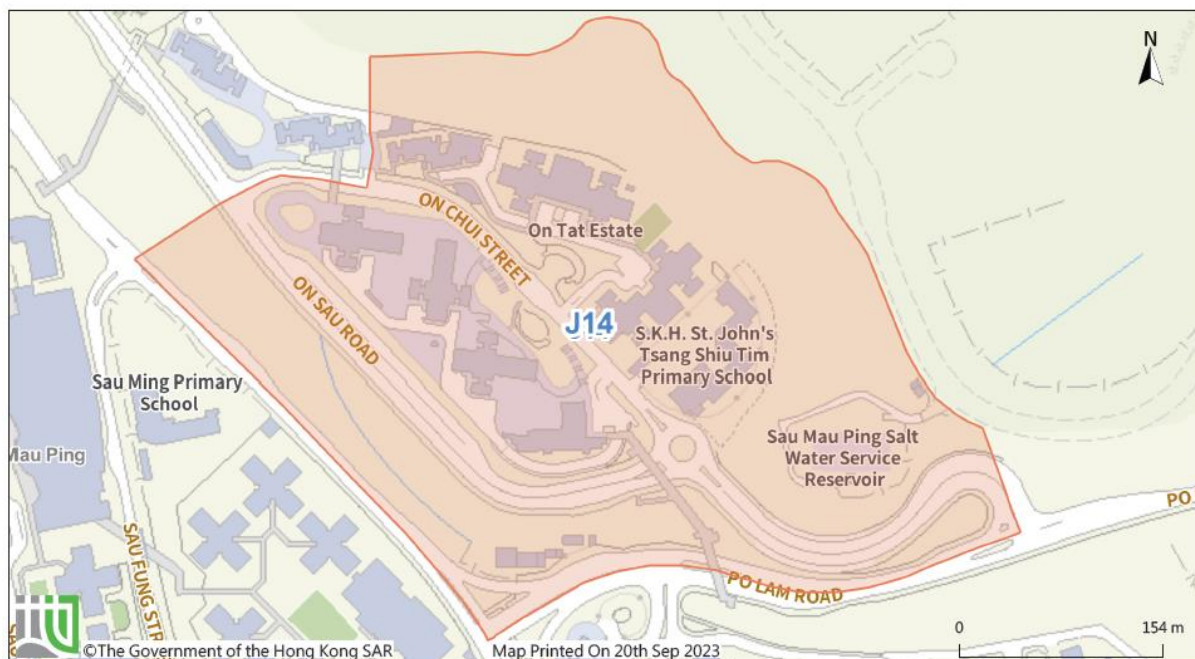 N
ON CHUI STREET
On Tat Estate
ON SAU ROAD
J14
S.K.H. St. John's
Tsang Shiu Tim
Primary School
Sau Ming Primary
School
Mau Ping
Sau Mau Ping Salt
Water Service
Reservoir
PO
SAU FUNG STR
PO LAM ROAD
0
154 m
©The Government of the Hong Kong SAR
Map Printed On 20th Sep 2023